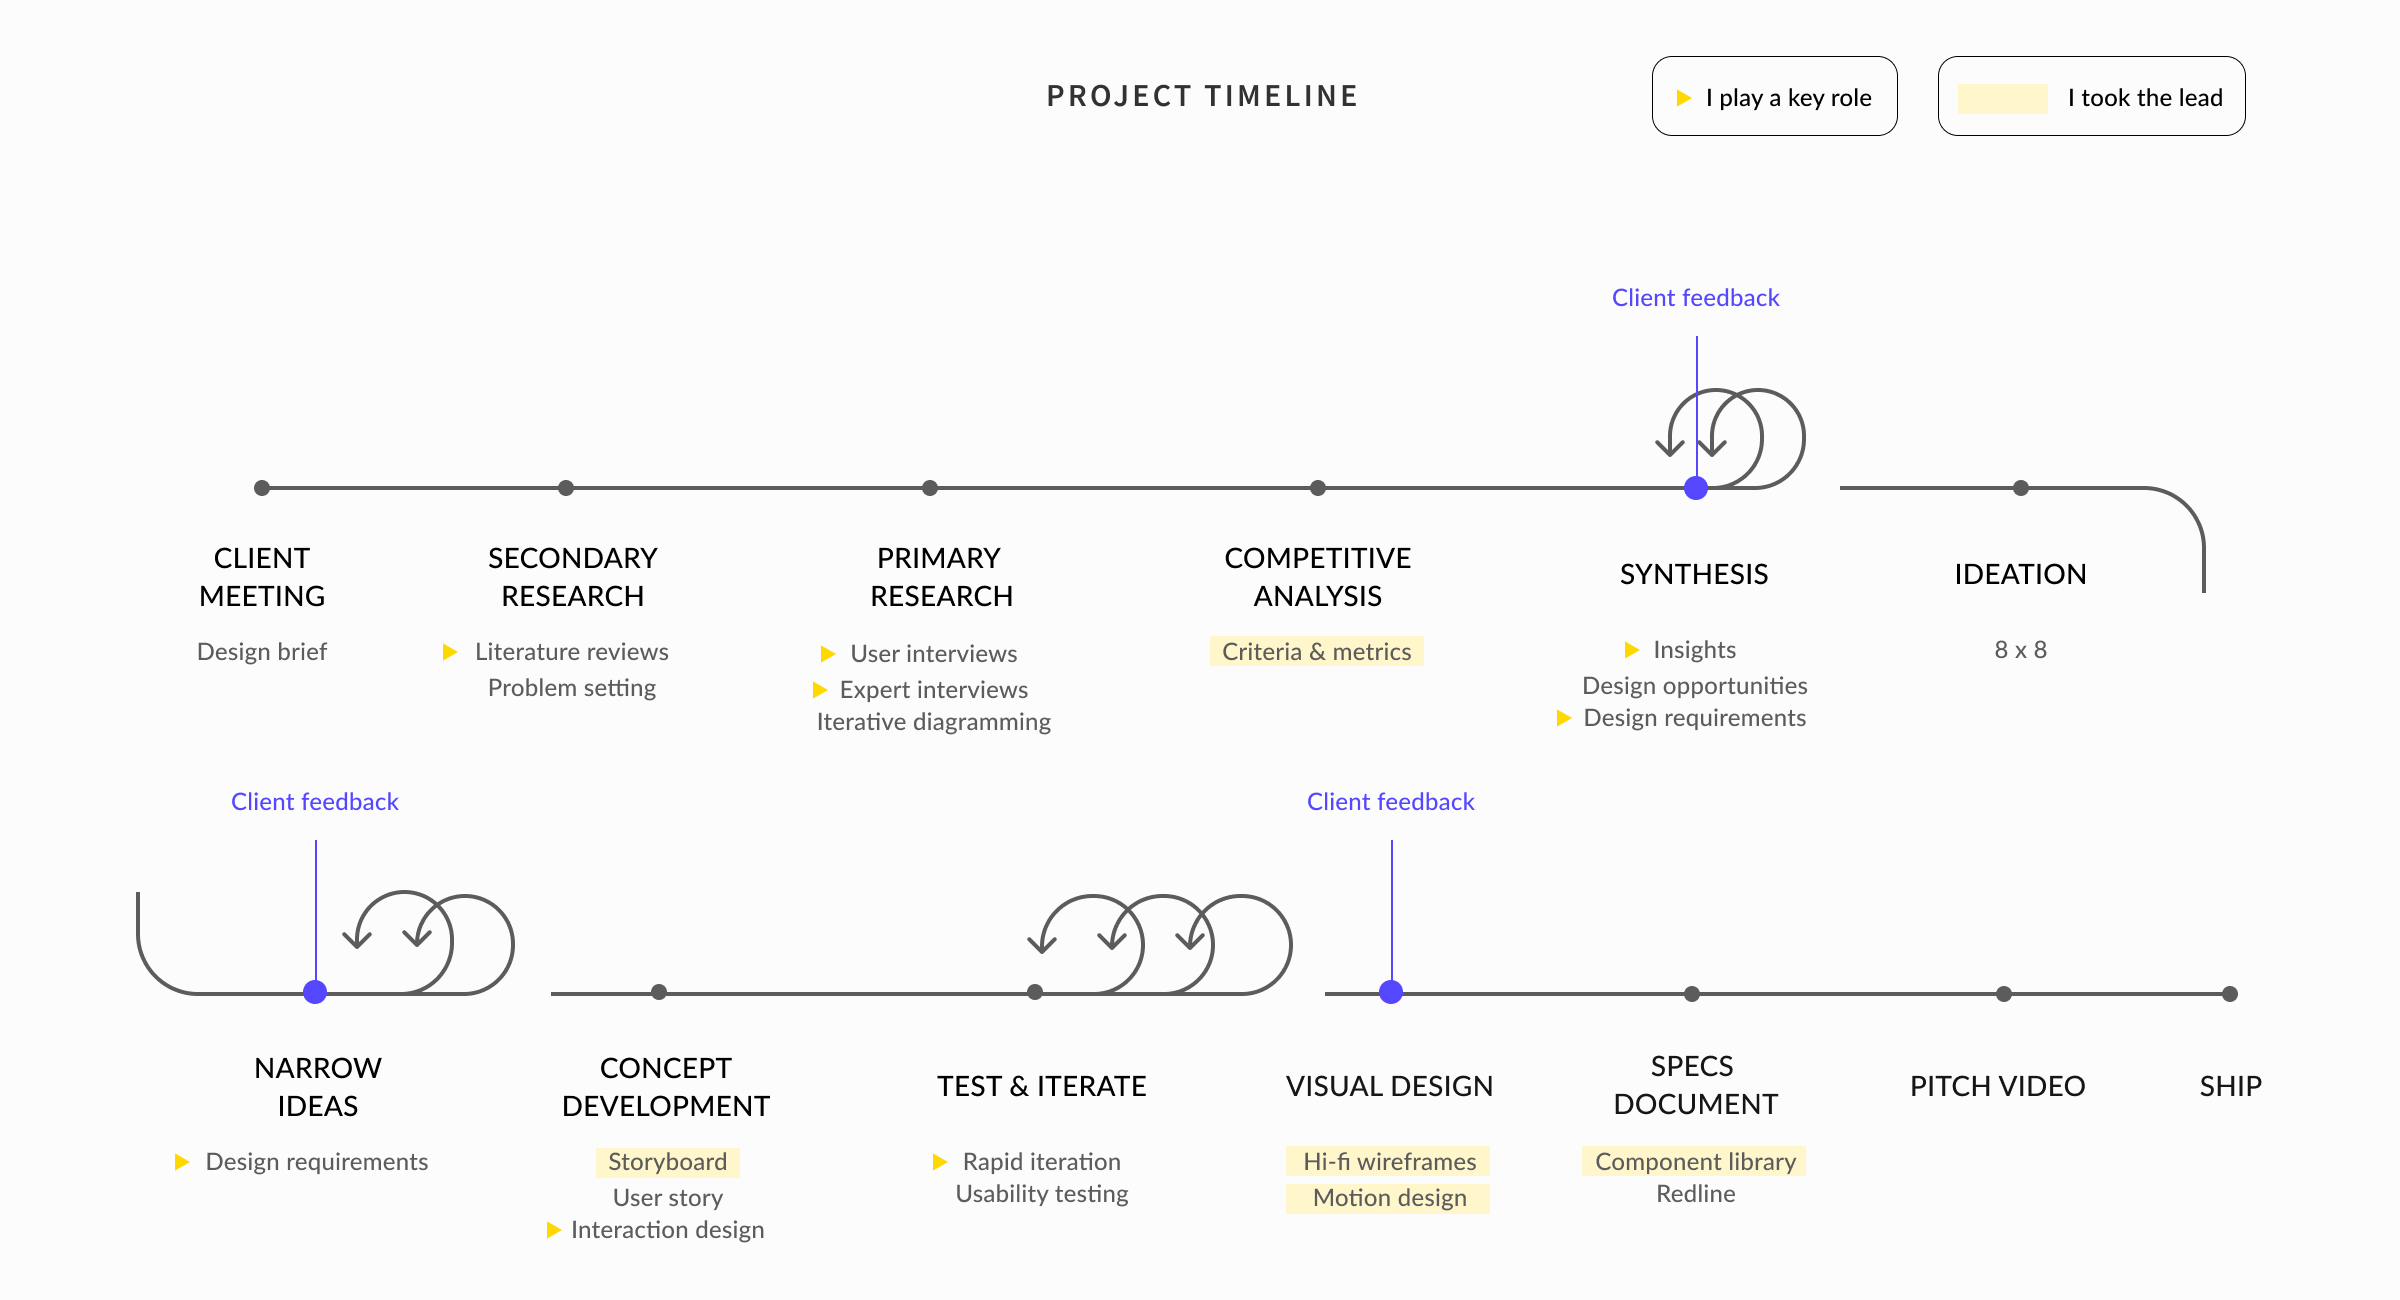 PROJECT TIMELINE
I play a key role
I took the lead
Client feedback
CLIENT
MEETING
Design brief
SECONDARY
RESEARCH
Literature reviews
Problem setting
PRIMARY
RESEARCH
User interviews
Expert interviews
Iterative diagramming
COMPETITIVE
ANALYSIS
Criteria & metrics
SYNTHESIS
Insights
Design opportunities
Design requirements
IDEATION
8 x 8
Client feedback
Client feedback
NARROW
IDEAS
Design requirements
CONCEPT
DEVELOPMENT
Storyboard
User story
Interaction design
TEST & ITERATE
Rapid iteration
Usability testing
VISUAL DESIGN
Hi-fi wireframes
Motion design
SPECS
DOCUMENT
Component library
Redline
PITCH VIDEO
SHIP